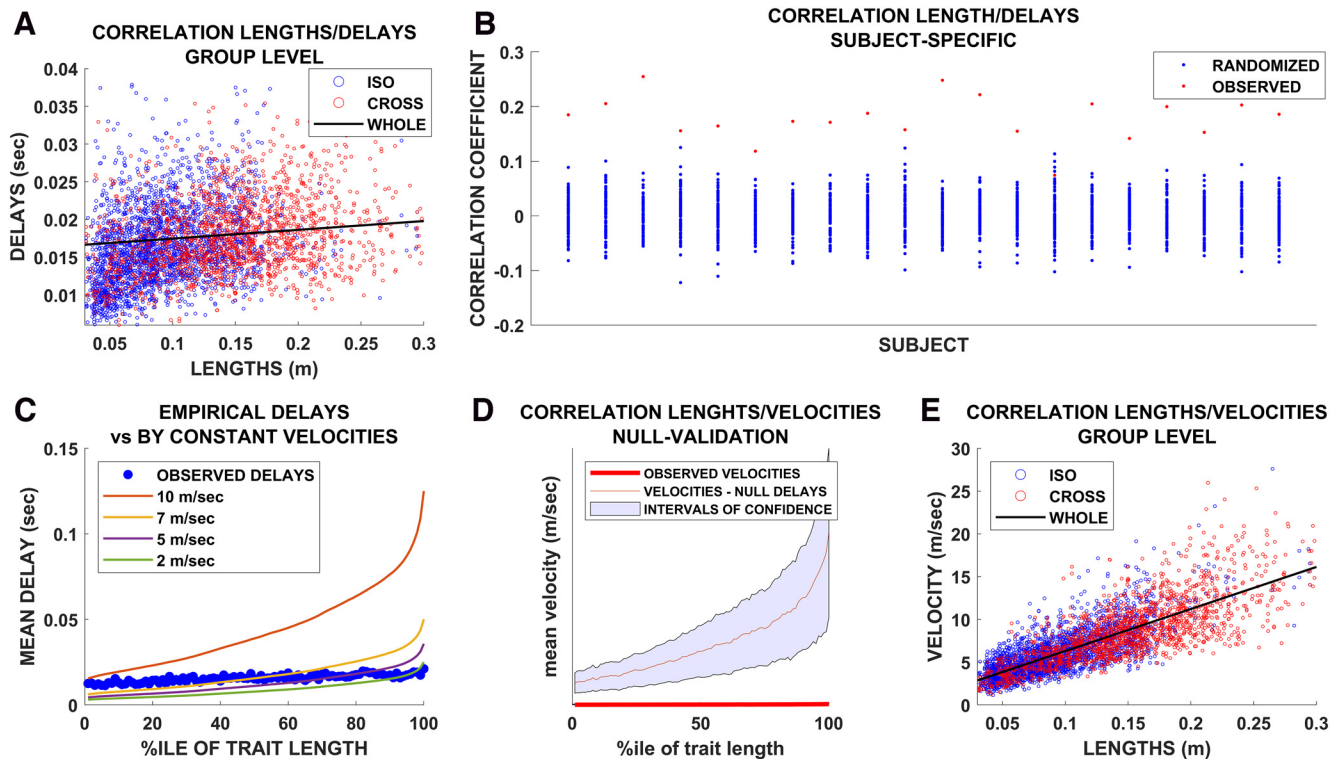 A
CORRELATION LENGTHS/DELAYS
GROUP LEVEL
DELAYS (sec)
0.04
0.035
0.03
0.025
0.02
0.015
0.01
ISO
CROSS
WHOLE
0.05 0.1 0.15 0.2 0.25 0.3
LENGTHS (m)
B
CORRELATION LENGTH/DELAYS
SUBJECT-SPECIFIC
CORRELATION COEFFICIENT
0.3
0.2
0.1
0
-0.1
-0.2
RANDOMIZED
OBSERVED
SUBJECT
C
EMPIRICAL DELAYS
vs BY CONSTANT VELOCITIES
MEAN DELAY (sec)
0.15
0.1
0.05
0
OBSERVED DELAYS
10 m/sec
7 m/sec
5 m/sec
2 m/sec
0 20 40 60 80 100
%ILE OF TRAIT LENGTH
D
CORRELATION LENGHTS/VELOCITIES
NULL-VALIDATION
mean velocity (m/sec)
OBSERVED VELOCITIES
VELOCITIES - NULL DELAYS
INTERVALS OF CONFIDENCE
0 50 100
%ile of trait length
E
CORRELATION LENGTHS/VELOCITIES
GROUP LEVEL
VELOCITY (m/sec)
30
25
20
15
10
5
0
ISO
CROSS
WHOLE
0.05 0.1 0.15 0.2 0.25 0.3
LENGTHS (m)